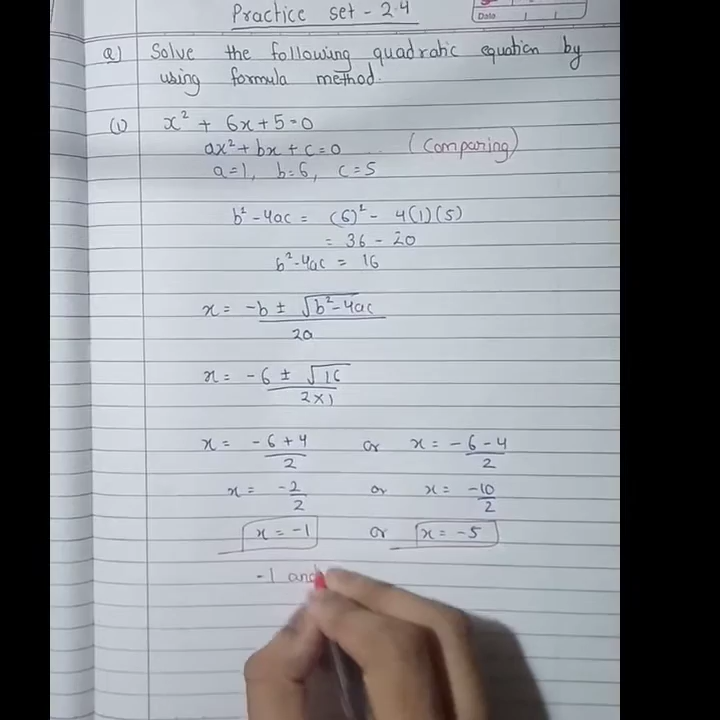 Practice set - 2.4
Date
Q) Solve the following quadratic equation by
using formula method.
(i) x² + 6x + 5 = 0
ax² + bx + c = 0 (Comparing)
a = 1, b = 6, c = 5
b² - 4ac = (6)² - 4(1)(5)
= 36 - 20
b² - 4ac = 16
x = -b ± √b² - 4ac
2a
x = -6 ± √16
2×1
x = -6 + 4 or x = -6 - 4
2 2
x = -2 or x = -10
2 2
x = -1 or x = -5
-1 and